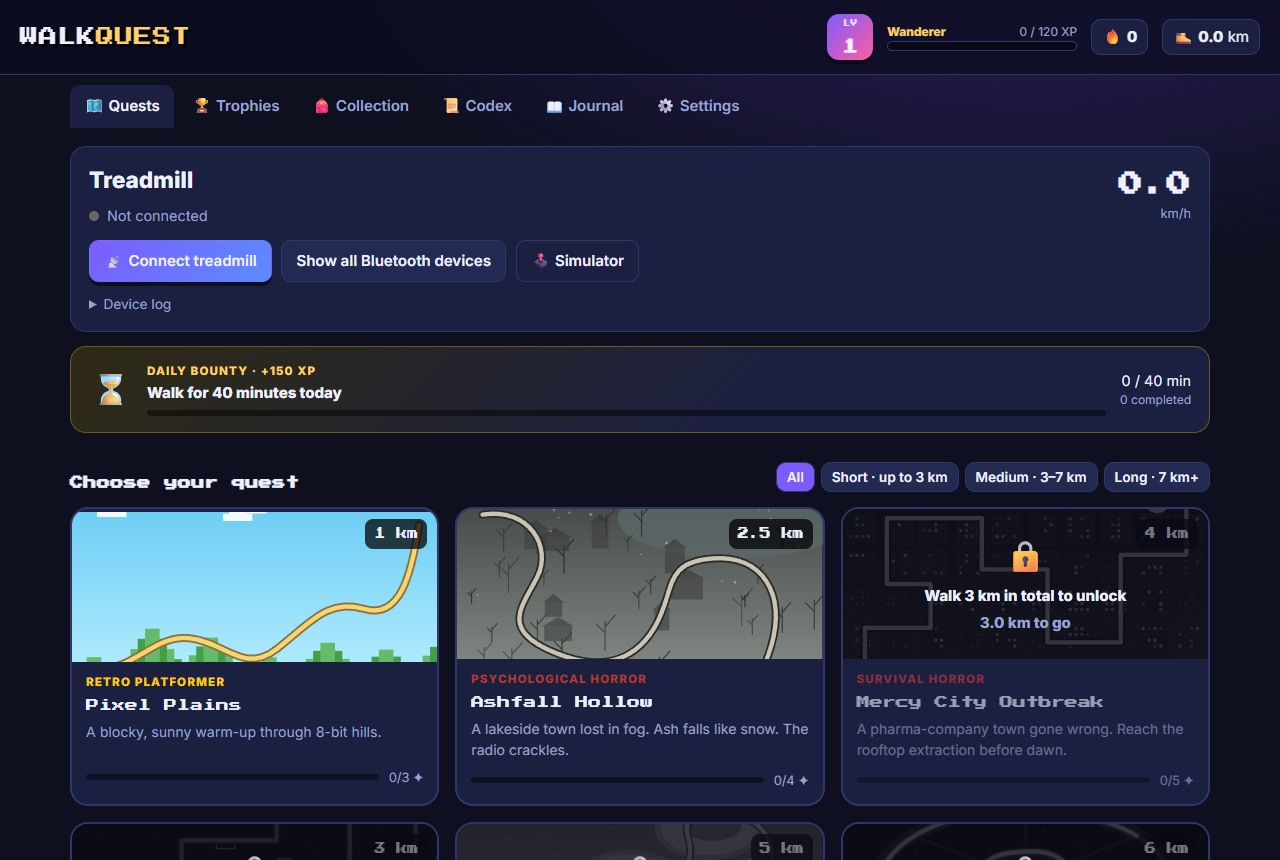 WALKQUEST
LV
1
Wanderer
0 / 120 XP
0
0.0 km
Quests
Trophies
Collection
Codex
Journal
Settings
Treadmill
0.0
km/h
Not connected
Connect treadmill
Show all Bluetooth devices
Simulator
Device log
DAILY BOUNTY · +150 XP
Walk for 40 minutes today
0 / 40 min
0 completed
Choose your quest
All
Short · up to 3 km
Medium · 3–7 km
Long · 7 km+
1 km
RETRO PLATFORMER
Pixel Plains
A blocky, sunny warm-up through 8-bit hills.
0/3 ✦
2.5 km
PSYCHOLOGICAL HORROR
Ashfall Hollow
A lakeside town lost in fog. Ash falls like snow. The
radio crackles.
0/4 ✦
4 km
Walk 3 km in total to unlock
3.0 km to go
SURVIVAL HORROR
Mercy City Outbreak
A pharma-company town gone wrong. Reach the
rooftop extraction before dawn.
0/5 ✦
3 km
5 km
6 km